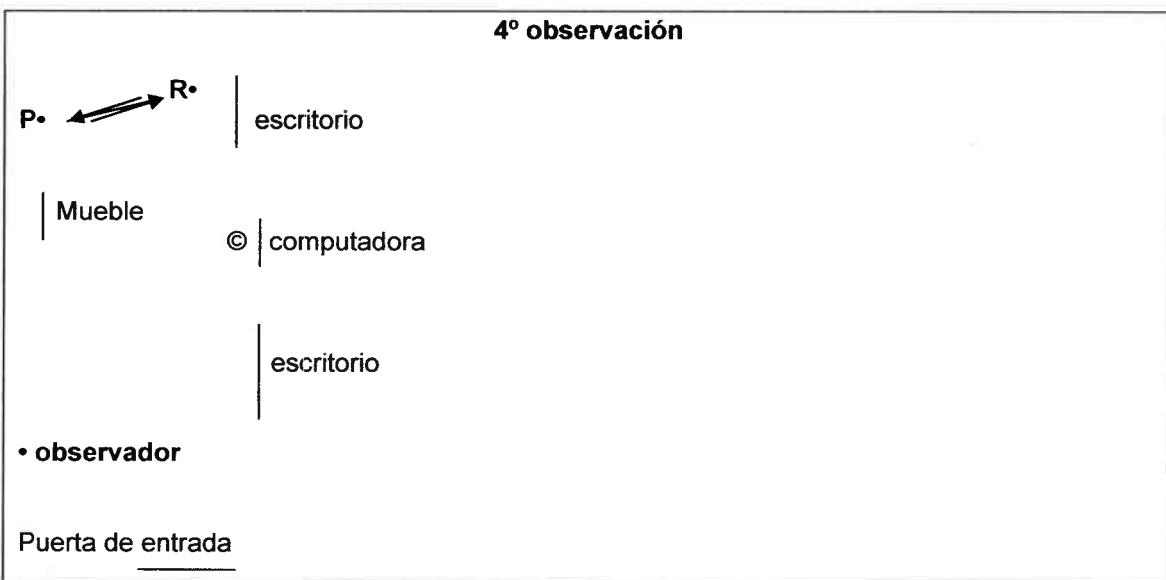 4º observación
R•
P•
escritorio
Mueble
© computadora
escritorio
• observador
Puerta de entrada